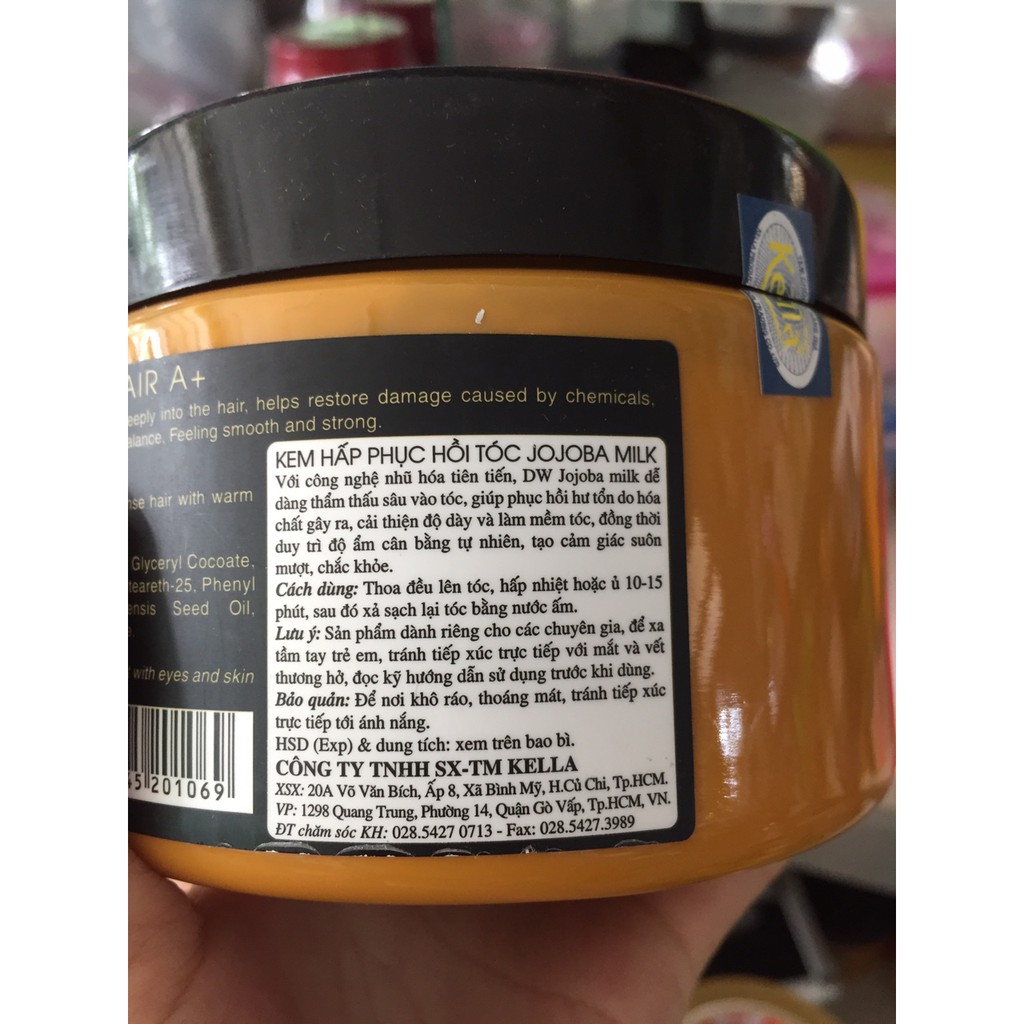 AIR A+
eeply into the hair, helps restore damage caused by chemicals,
alance. Feeling smooth and strong.
nse hair with warm
Glyceryl Cocoate,
teareth-25, Phenyl
ensis Seed Oil,
t with eyes and skin
201069
KEM HẤP PHỤC HỒI TÓC JOJOBA MILK
Với công nghệ nhũ hóa tiên tiến, DW Jojoba milk dễ
dàng thẩm thấu sâu vào tóc, giúp phục hồi hư tổn do hóa
chất gây ra, cải thiện độ dày và làm mềm tóc, đồng thời
duy trì độ ẩm cân bằng tự nhiên, tạo cảm giác suôn
mượt, chắc khỏe.
Cách dùng: Thoa đều lên tóc, hấp nhiệt hoặc ủ 10-15
phút, sau đó xả sạch lại tóc bằng nước ấm.
Lưu ý: Sản phẩm dành riêng cho các chuyên gia, để xa
tầm tay trẻ em, tránh tiếp xúc trực tiếp với mắt và vết
thương hở, đọc kỹ hướng dẫn sử dụng trước khi dùng.
Bảo quản: Để nơi khô ráo, thoáng mát, tránh tiếp xúc
trực tiếp tới ánh nắng.
HSD (Exp) & dung tích: xem trên bao bì.
CÔNG TY TNHH SX-TM KELLA
XSX: 20A Võ Văn Bích, Ấp 8, Xã Bình Mỹ, H.Củ Chi, Tp.HCM.
VP: 1298 Quang Trung, Phường 14, Quận Gò Vấp, Tp.HCM, VN.
ĐT chăm sóc KH: 028.5427 0713 - Fax: 028.5427.3989
Kella